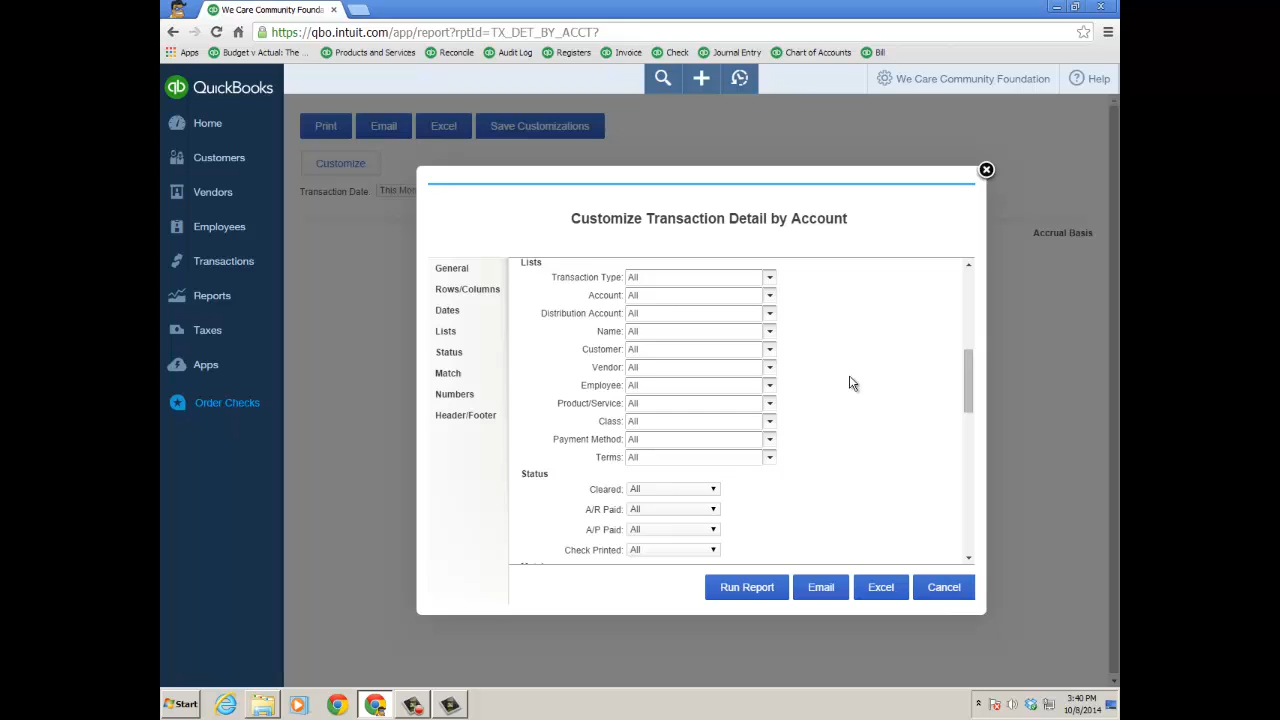 We Care Community Founda
https://qbo.intuit.com/app/report?rptId=TX_DET_BY_ACCT?
Apps Budget v Actual: The ... Products and Services Reconcile Audit Log Registers Invoice Check Journal Entry Chart of Accounts Bill
qb QuickBooks
We Care Community Foundation
Help
Home
Customers
Vendors
Employees
Transactions
Reports
Taxes
Apps
Order Checks
Print Email Excel Save Customizations
Customize
Transaction Date This Mon
Accrual Basis
Customize Transaction Detail by Account
General
Rows/Columns
Dates
Lists
Status
Match
Numbers
Header/Footer
Lists
Transaction Type: All
Account: All
Distribution Account: All
Name: All
Customer: All
Vendor: All
Employee: All
Product/Service: All
Class: All
Payment Method: All
Terms: All
Status
Cleared: All
A/R Paid: All
A/P Paid: All
Check Printed: All
Run Report Email Excel Cancel
Start
3:40 PM
10/8/2014